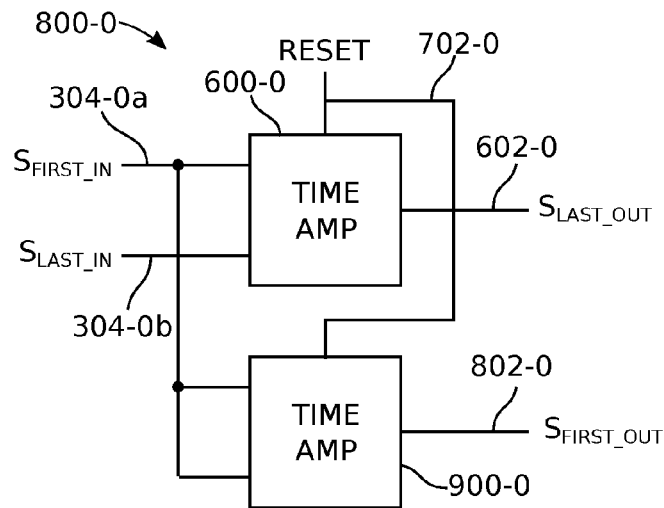 800-0
RESET
702-0
600-0
304-0a
S_FIRST_IN
602-0
TIME
AMP
S_LAST_OUT
S_LAST_IN
304-0b
802-0
TIME
AMP
S_FIRST_OUT
900-0